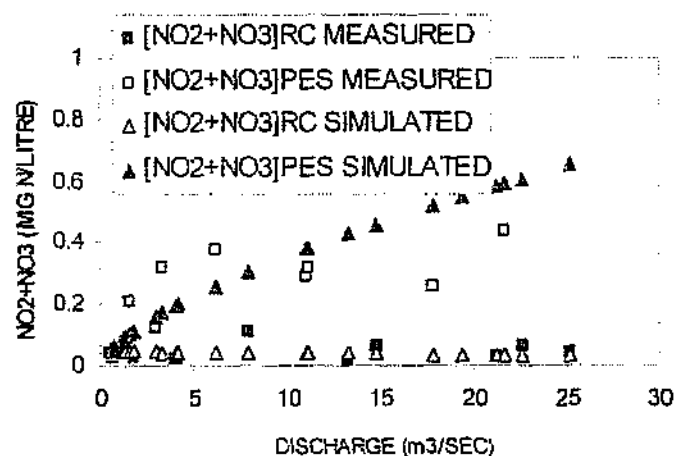 [NO2+NO3]RC MEASURED
[NO2+NO3]PES MEASURED
[NO2+NO3]RC SIMULATED
[NO2+NO3]PES SIMULATED
NO2+NO3 (MG N/LITRE)
1
0.8
0.6
0.4
0.2
0
0 5 10 15 20 25 30
DISCHARGE (m3/SEC)